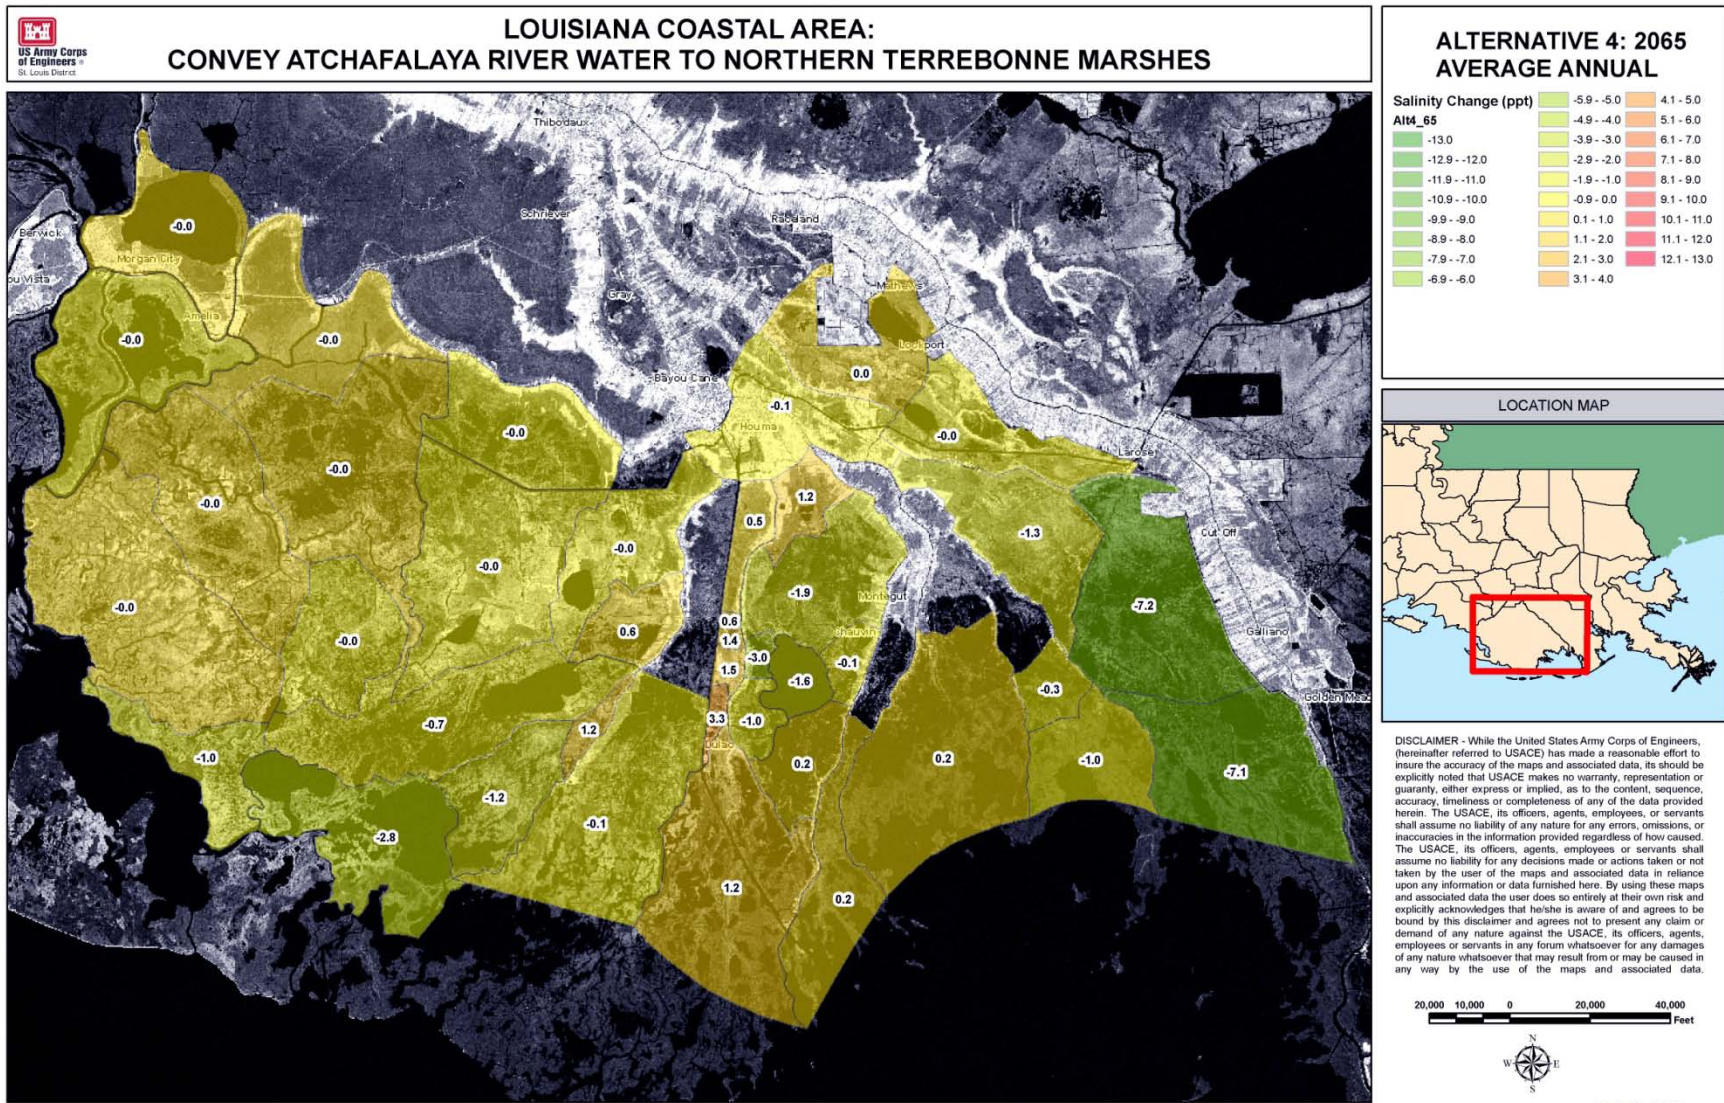 US Army Corps
of Engineers ®
St. Louis District
LOUISIANA COASTAL AREA:
CONVEY ATCHAFALAYA RIVER WATER TO NORTHERN TERREBONNE MARSHES
ALTERNATIVE 4: 2065
AVERAGE ANNUAL
Salinity Change (ppt)
Alt4_65
-13.0
-12.9 - -12.0
-11.9 - -11.0
-10.9 - -10.0
-9.9 - -9.0
-8.9 - -8.0
-7.9 - -7.0
-6.9 - -6.0
-5.9 - -5.0
-4.9 - -4.0
-3.9 - -3.0
-2.9 - -2.0
-1.9 - -1.0
-0.9 - 0.0
0.1 - 1.0
1.1 - 2.0
2.1 - 3.0
3.1 - 4.0
4.1 - 5.0
5.1 - 6.0
6.1 - 7.0
7.1 - 8.0
8.1 - 9.0
9.1 - 10.0
10.1 - 11.0
11.1 - 12.0
12.1 - 13.0
Thibodaux
Schriever
Raceland
-0.0
Berwick
Morgan City
ou Vista
Gray
Mathews
Amelia
-0.0
-0.0
Lockport
0.0
Bayou Cane
-0.1
Houma
-0.0
-0.0
Larose
-0.0
-0.0
1.2
0.5
-1.3
Cut Off
-0.0
-0.0
-1.9
Montegut
-7.2
-0.0
0.6
0.6
Chauvin
Galliano
-0.0
1.4
-3.0
-0.1
1.5
-1.6
-0.3
Golden Mead
-0.7
1.2
3.3
-1.0
Dulac
-1.0
0.2
0.2
-1.0
-7.1
-1.2
-0.1
-2.8
1.2
0.2
LOCATION MAP
DISCLAIMER - While the United States Army Corps of Engineers,
(hereinafter referred to USACE) has made a reasonable effort to
insure the accuracy of the maps and associated data, its should be
explicitly noted that USACE makes no warranty, representation or
guaranty, either express or implied, as to the content, sequence,
accuracy, timeliness or completeness of any of the data provided
herein. The USACE, its officers, agents, employees, or servants
shall assume no liability of any nature for any errors, omissions, or
inaccuracies in the information provided regardless of how caused.
The USACE, its officers, agents, employees or servants shall
assume no liability for any decisions made or actions taken or not
taken by the user of the maps and associated data in reliance
upon any information or data furnished here. By using these maps
and associated data the user does so entirely at their own risk and
explicitly acknowledges that he/she is aware of and agrees to be
bound by this disclaimer and agrees not to present any claim or
demand of any nature against the USACE, its officers, agents,
employees or servants in any forum whatsoever for any damages
of any nature whatsoever that may result from or may be caused in
any way by the use of the maps and associated data.
20,000 10,000 0 20,000 40,000
Feet
N
W E
S